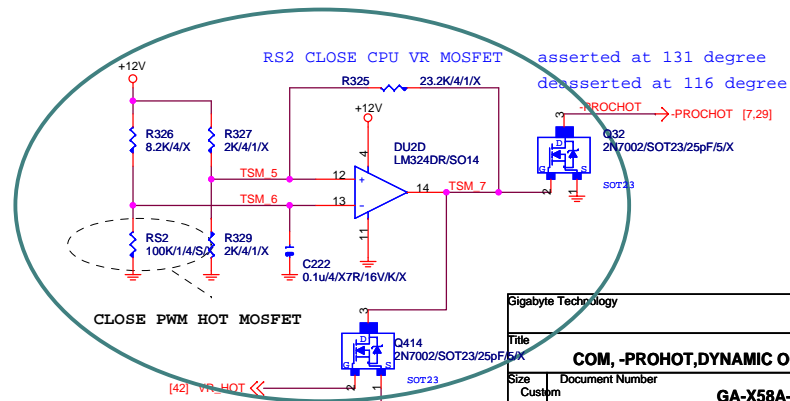 RS2 CLOSE CPU VR MOSFET
asserted at 131 degree
deasserted at 116 degree
+12V
R325
23.2K/4/1/X
+12V
-PROCHOT
3
-PROCHOT [7,29]
R326
8.2K/4/X
R327
2K/4/1/X
DU2D
LM324DR/SO14
4
Q32
2N7002/SOT23/25pF/5/X
D
G
S
TSM_5
12
+
14
TSM_7
2
1
SOT23
TSM_6
13
-
11
RS2
100K/1/4/S/X
R329
2K/4/1/X
C222
0.1u/4/X7R/16V/K/X
CLOSE PWM HOT MOSFET
3
Q414
2N7002/SOT23/25pF/5/X
D
G
S
SOT23
[42] VR_HOT
2
1
Gigabyte Technology
Title
COM, -PROHOT,DYNAMIC O
Size
Custom
Document Number
GA-X58A-